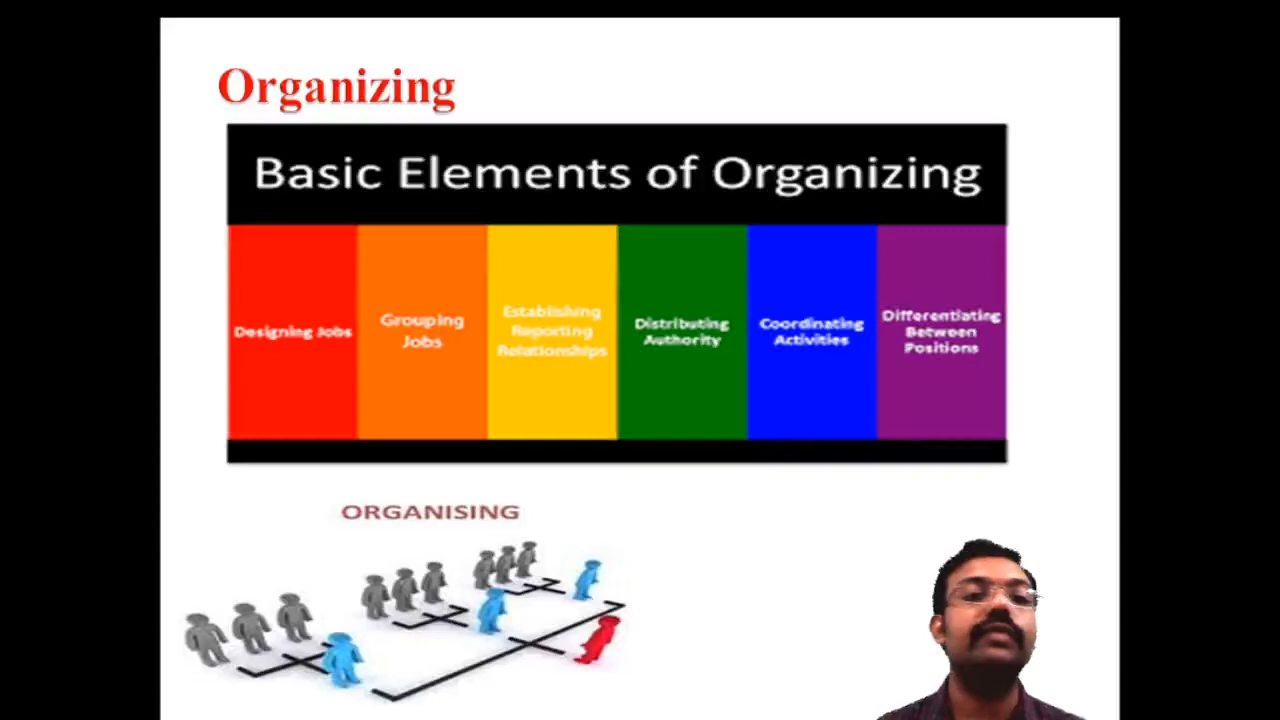 Organizing
Basic Elements of Organizing
Designing Jobs
Grouping
Jobs
Establishing
Reporting
Relationships
Distributing
Authority
Coordinating
Activities
Differentiating
Between
Positions
ORGANISING